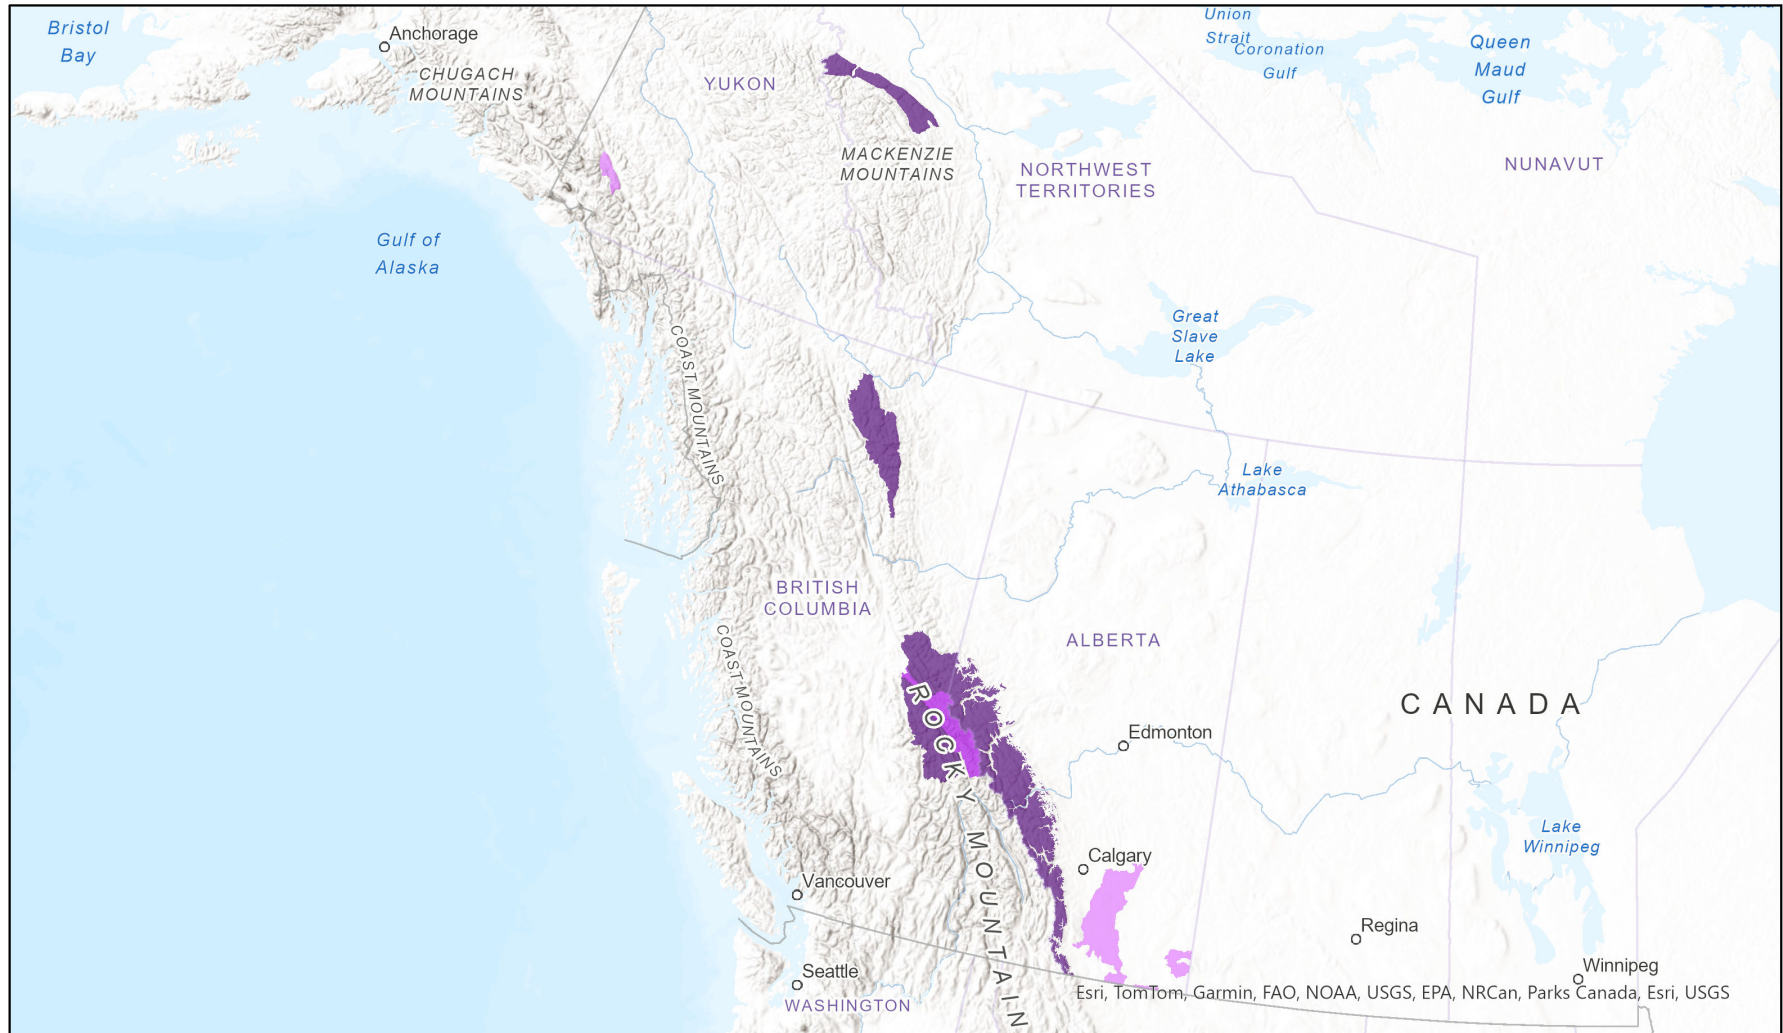 Union
Strait
Bristol
Bay
Anchorage
Coronation
Gulf
Queen
Maud
Gulf
CHUGACH
MOUNTAINS
YUKON
MACKENZIE
MOUNTAINS
NORTHWEST
TERRITORIES
NUNAVUT
Gulf of
Alaska
Great
Slave
Lake
COAST MOUNTAINS
Lake
Athabasca
BRITISH
COLUMBIA
ALBERTA
COAST MOUNTAINS
CANADA
ROCKY MOUNTAIN
Edmonton
Lake
Winnipeg
Calgary
Vancouver
Regina
Seattle
Winnipeg
WASHINGTON
Esri, TomTom, Garmin, FAO, NOAA, USGS, EPA, NRCan, Parks Canada, Esri, USGS